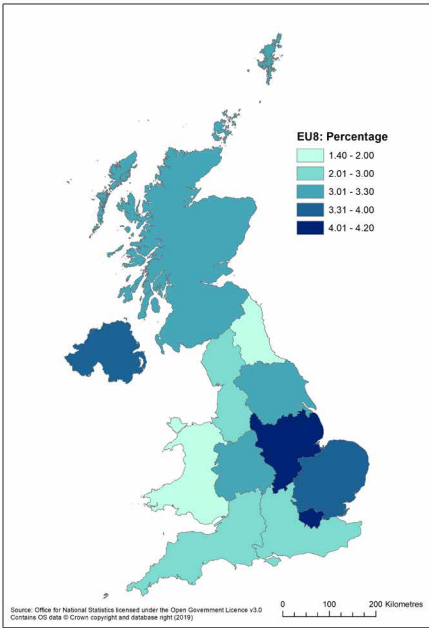 EU8: Percentage
1.40 - 2.00
2.01 - 3.00
3.01 - 3.30
3.31 - 4.00
4.01 - 4.20
Source: Office for National Statistics licensed under the Open Government Licence v3.0
Contains OS data © Crown copyright and database right (2019)
0 100 200 Kilometres